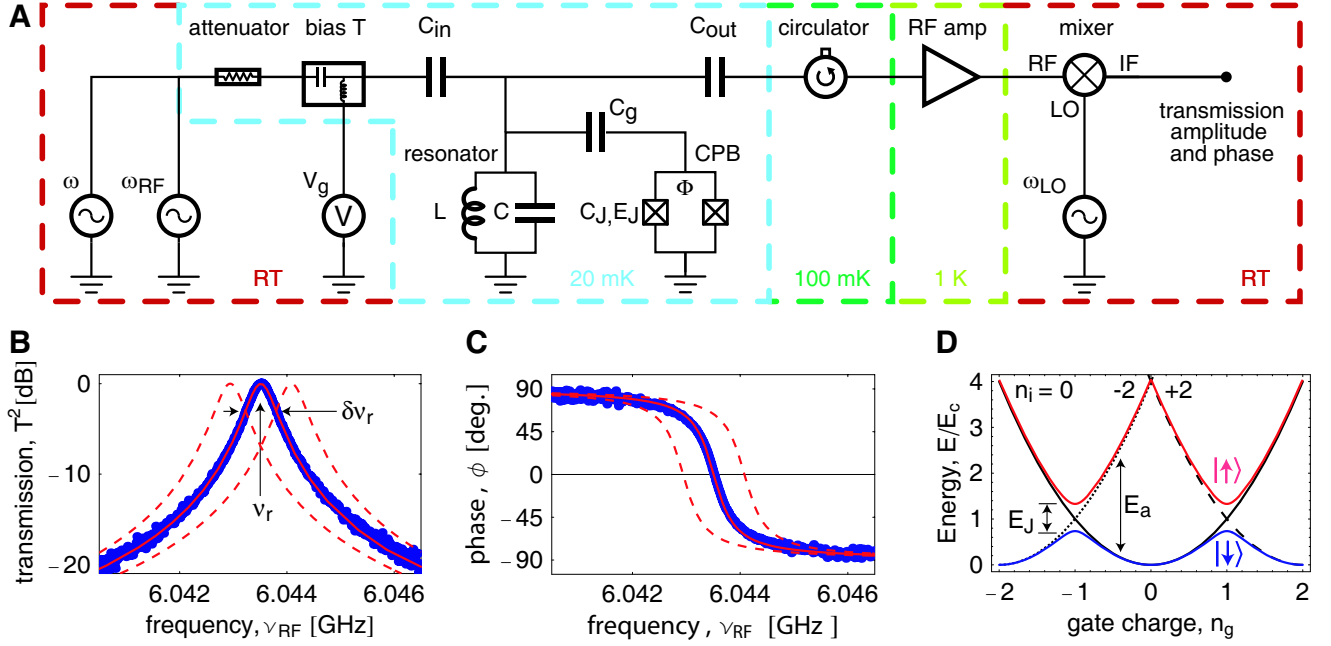 A
attenuator
bias T
C_in
C_out
circulator
RF amp
mixer
RF
IF
LO
C_g
resonator
CPB
transmission
amplitude
and phase
ω
ω_RF
V_g
V
L
C
C_J,E_J
Φ
ω_LO
RT
20 mK
100 mK
1 K
RT
B
transmission, T^2 [dB]
0
−10
−20
δν_r
ν_r
6.042
6.044
6.046
frequency, ν_RF [GHz]
C
phase , ϕ [deg.]
90
45
0
−45
−90
6.042
6.044
6.046
frequency , ν_RF [GHz ]
D
Energy, E/E_c
4
3
2
1
0
n_i = 0
-2
+2
E_J
E_a
|↑⟩
|↓⟩
−2
−1
0
1
2
gate charge, n_g